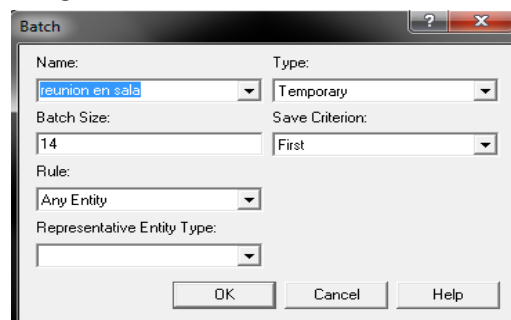 Batch
Name: Type:
reunion en sala Temporary
Batch Size: Save Criterion:
14 First
Rule:
Any Entity
Representative Entity Type:
OK Cancel Help